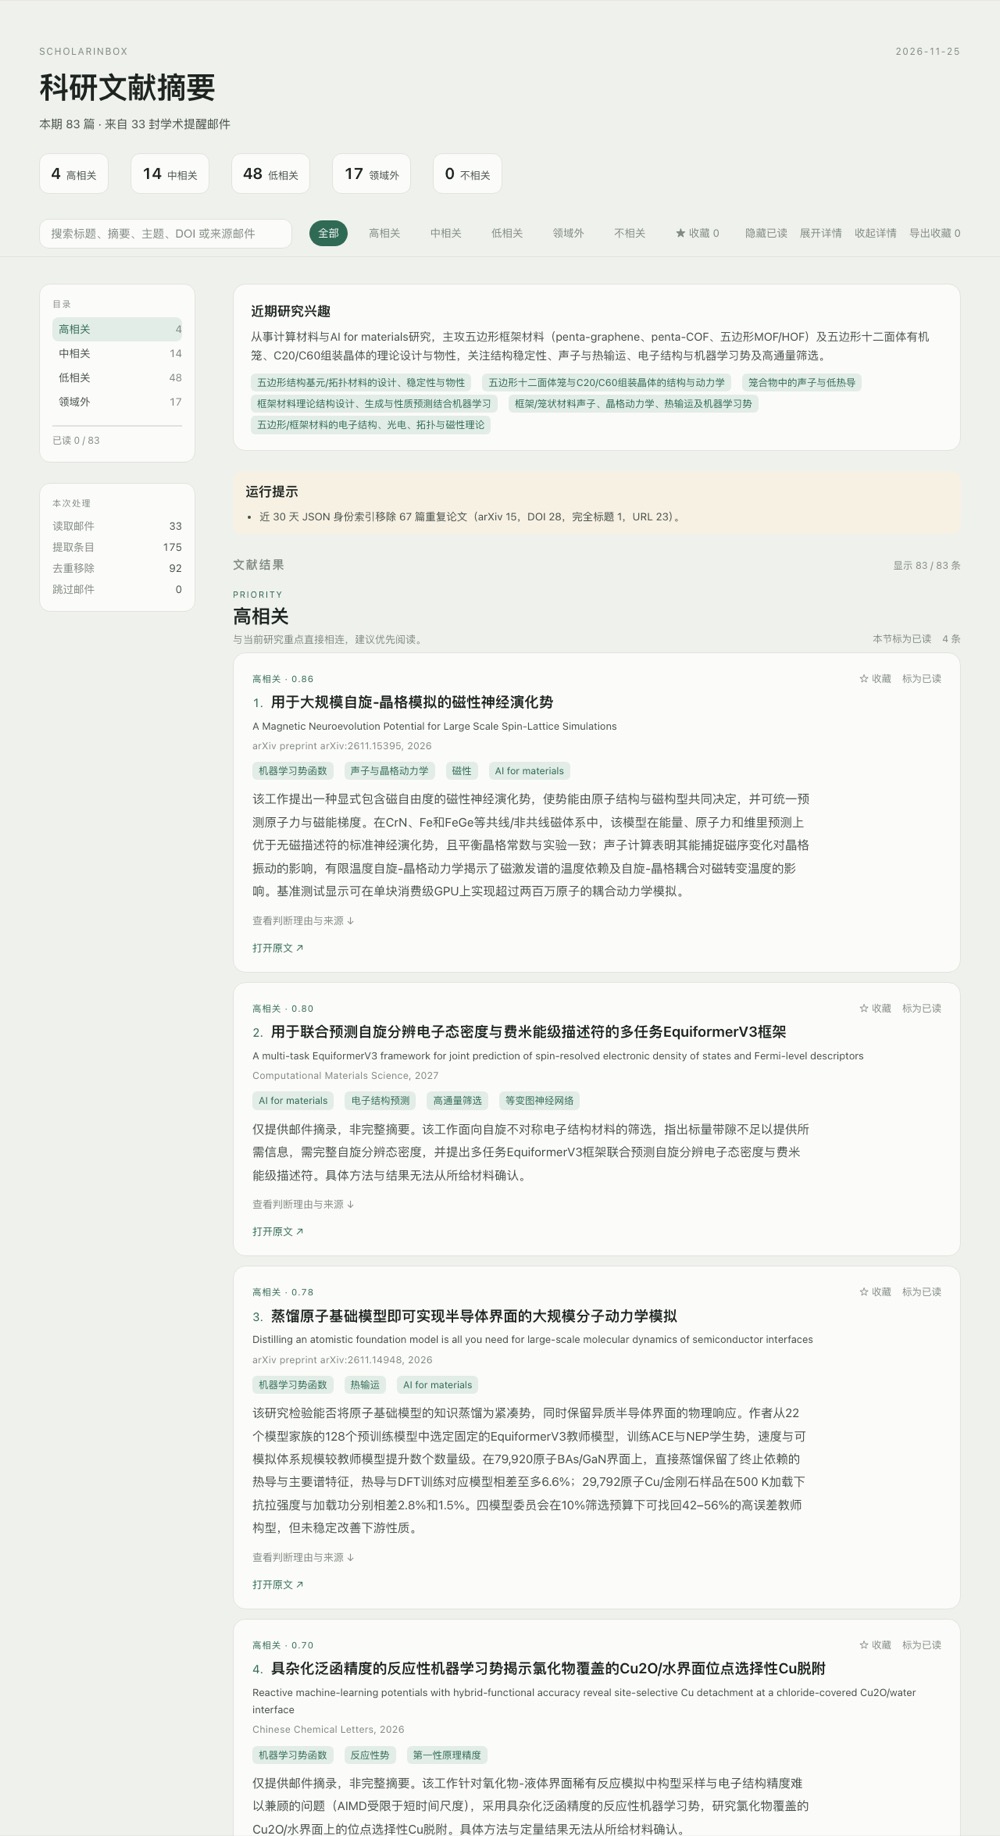 SCHOLARINBOX
2026-11-25
科研文献摘要
本期 83 篇 · 来自 33 封学术提醒邮件
4 高相关
14 中相关
48 低相关
17 领域外
0 不相关
搜索标题、摘要、主题、DOI 或来源邮件
全部
高相关
中相关
低相关
领域外
不相关
★ 收藏 0
隐藏已读
展开详情
收起详情
导出收藏 0
目录
高相关 4
中相关 14
低相关 48
领域外 17
已读 0 / 83
本次处理
读取邮件 33
提取条目 175
去重移除 92
跳过邮件 0
近期研究兴趣
从事计算材料与AI for materials研究，主攻五边形框架材料（penta-graphene、penta-COF、五边形MOF/HOF）及五边形十二面体有机
笼、C20/C60组装晶体的理论设计与物性，关注结构稳定性、声子与热输运、电子结构与机器学习势及高通量筛选。
五边形结构基元/拓扑材料的设计、稳定性与物性
五边形十二面体笼与C20/C60组装晶体的结构与动力学
笼合物中的声子与低热导
框架材料理论结构设计、生成与性质预测结合机器学习
框架/笼状材料声子、晶格动力学、热输运及机器学习势
五边形/框架材料的电子结构、光电、拓扑与磁性理论
运行提示
• 近 30 天 JSON 身份索引移除 67 篇重复论文（arXiv 15，DOI 28，完全标题 1，URL 23）。
文献结果
显示 83 / 83 条
PRIORITY
高相关
与当前研究重点直接相连，建议优先阅读。
本节标为已读 4 条
高相关 · 0.86
☆ 收藏 标为已读
1. 用于大规模自旋-晶格模拟的磁性神经演化势
A Magnetic Neuroevolution Potential for Large Scale Spin-Lattice Simulations
arXiv preprint arXiv:2611.15395, 2026
机器学习势函数
声子与晶格动力学
磁性
AI for materials
该工作提出一种显式包含磁自由度的磁性神经演化势，使势能由原子结构与磁构型共同决定，并可统一预
测原子力与磁能梯度。在CrN、Fe和FeGe等共线/非共线磁体系中，该模型在能量、原子力和维里预测上
优于无磁描述符的标准神经演化势，且平衡晶格常数与实验一致；声子计算表明其能捕捉磁序变化对晶格
振动的影响，有限温度自旋-晶格动力学揭示了磁激发谱的温度依赖及自旋-晶格耦合对磁转变温度的影
响。基准测试显示可在单块消费级GPU上实现超过两百万原子的耦合动力学模拟。
查看判断理由与来源 ↓
打开原文 ↗
高相关 · 0.80
☆ 收藏 标为已读
2. 用于联合预测自旋分辨电子态密度与费米能级描述符的多任务EquiformerV3框架
A multi-task EquiformerV3 framework for joint prediction of spin-resolved electronic density of states and Fermi-level descriptors
Computational Materials Science, 2027
AI for materials
电子结构预测
高通量筛选
等变图神经网络
仅提供邮件摘录，非完整摘要。该工作面向自旋不对称电子结构材料的筛选，指出标量带隙不足以提供所
需信息，需完整自旋分辨态密度，并提出多任务EquiformerV3框架联合预测自旋分辨电子态密度与费米
能级描述符。具体方法与结果无法从所给材料确认。
查看判断理由与来源 ↓
打开原文 ↗
高相关 · 0.78
☆ 收藏 标为已读
3. 蒸馏原子基础模型即可实现半导体界面的大规模分子动力学模拟
Distilling an atomistic foundation model is all you need for large-scale molecular dynamics of semiconductor interfaces
arXiv preprint arXiv:2611.14948, 2026
机器学习势函数
热输运
AI for materials
该研究检验能否将原子基础模型的知识蒸馏为紧凑势，同时保留异质半导体界面的物理响应。作者从22
个模型家族的128个预训练模型中选定固定的EquiformerV3教师模型，训练ACE与NEP学生势，速度与可
模拟体系规模较教师模型提升数个数量级。在79,920原子BAs/GaN界面上，直接蒸馏保留了终止依赖的
热导与主要谱特征，热导与DFT训练对应模型相差至多6.6%；29,792原子Cu/金刚石样品在500 K加载下
抗拉强度与加载功分别相差2.8%和1.5%。四模型委员会在10%筛选预算下可找回42–56%的高误差教师
构型，但未稳定改善下游性质。
查看判断理由与来源 ↓
打开原文 ↗
高相关 · 0.70
☆ 收藏 标为已读
4. 具杂化泛函精度的反应性机器学习势揭示氯化物覆盖的Cu2O/水界面位点选择性Cu脱附
Reactive machine-learning potentials with hybrid-functional accuracy reveal site-selective Cu detachment at a chloride-covered Cu2O/water
interface
Chinese Chemical Letters, 2026
机器学习势函数
反应性势
第一性原理精度
仅提供邮件摘录，非完整摘要。该工作针对氧化物-液体界面稀有反应模拟中构型采样与电子结构精度难
以兼顾的问题（AIMD受限于短时间尺度），采用具杂化泛函精度的反应性机器学习势，研究氯化物覆盖的
Cu2O/水界面上的位点选择性Cu脱附。具体方法与定量结果无法从所给材料确认。